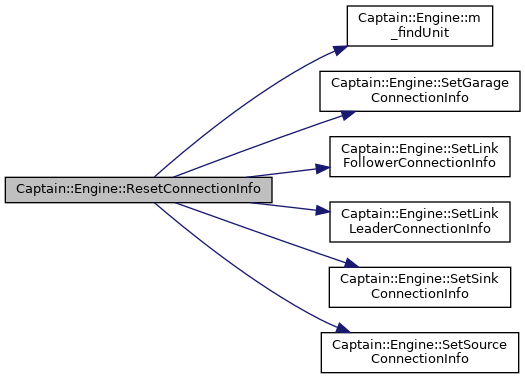 Captain::Engine::m
_findUnit
Captain::Engine::SetGarage
ConnectionInfo
Captain::Engine::SetLink
FollowerConnectionInfo
Captain::Engine::ResetConnectionInfo
Captain::Engine::SetLink
LeaderConnectionInfo
Captain::Engine::SetSink
ConnectionInfo
Captain::Engine::SetSource
ConnectionInfo